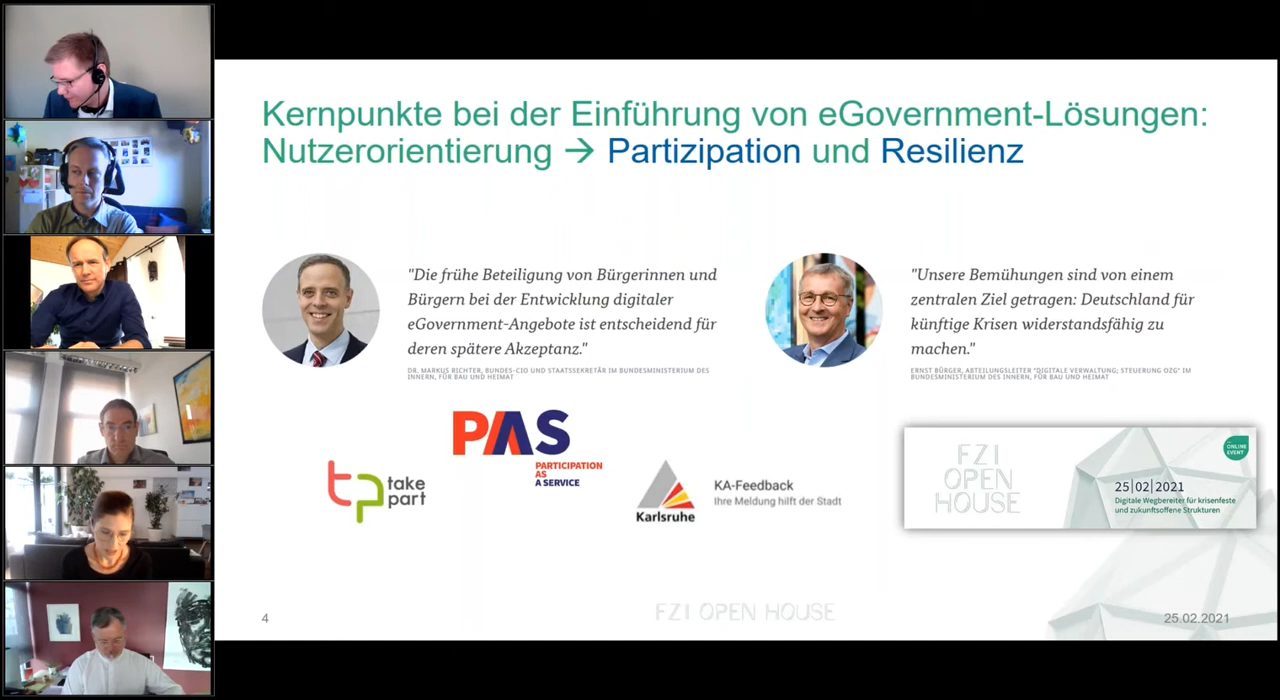 Kernpunkte bei der Einführung von eGovernment-Lösungen:
Nutzerorientierung → Partizipation und Resilienz
"Die frühe Beteiligung von Bürgerinnen und
Bürgern bei der Entwicklung digitaler
eGovernment-Angebote ist entscheidend für
deren spätere Akzeptanz."
DR. MARKUS RICHTER, BUNDES-CIO UND STAATSSEKRETÄR IM BUNDESMINISTERIUM DES
INNERN, FÜR BAU UND HEIMAT
"Unsere Bemühungen sind von einem
zentralen Ziel getragen: Deutschland für
künftige Krisen widerstandsfähig zu
machen."
ERNST BÜRGER, ABTEILUNGSLEITER "DIGITALE VERWALTUNG; STEUERUNG OZG" IM
BUNDESMINISTERIUM DES INNERN, FÜR BAU UND HEIMAT
tp take
part
PAS
PARTICIPATION
AS
A SERVICE
Karlsruhe
KA-Feedback
Ihre Meldung hilft der Stadt
FZI
OPEN
HOUSE
ONLINE
EVENT
25|02|2021
Digitale Wegbereiter für krisenfeste
und zukunftsoffene Strukturen
4
FZI OPEN HOUSE
25.02.2021